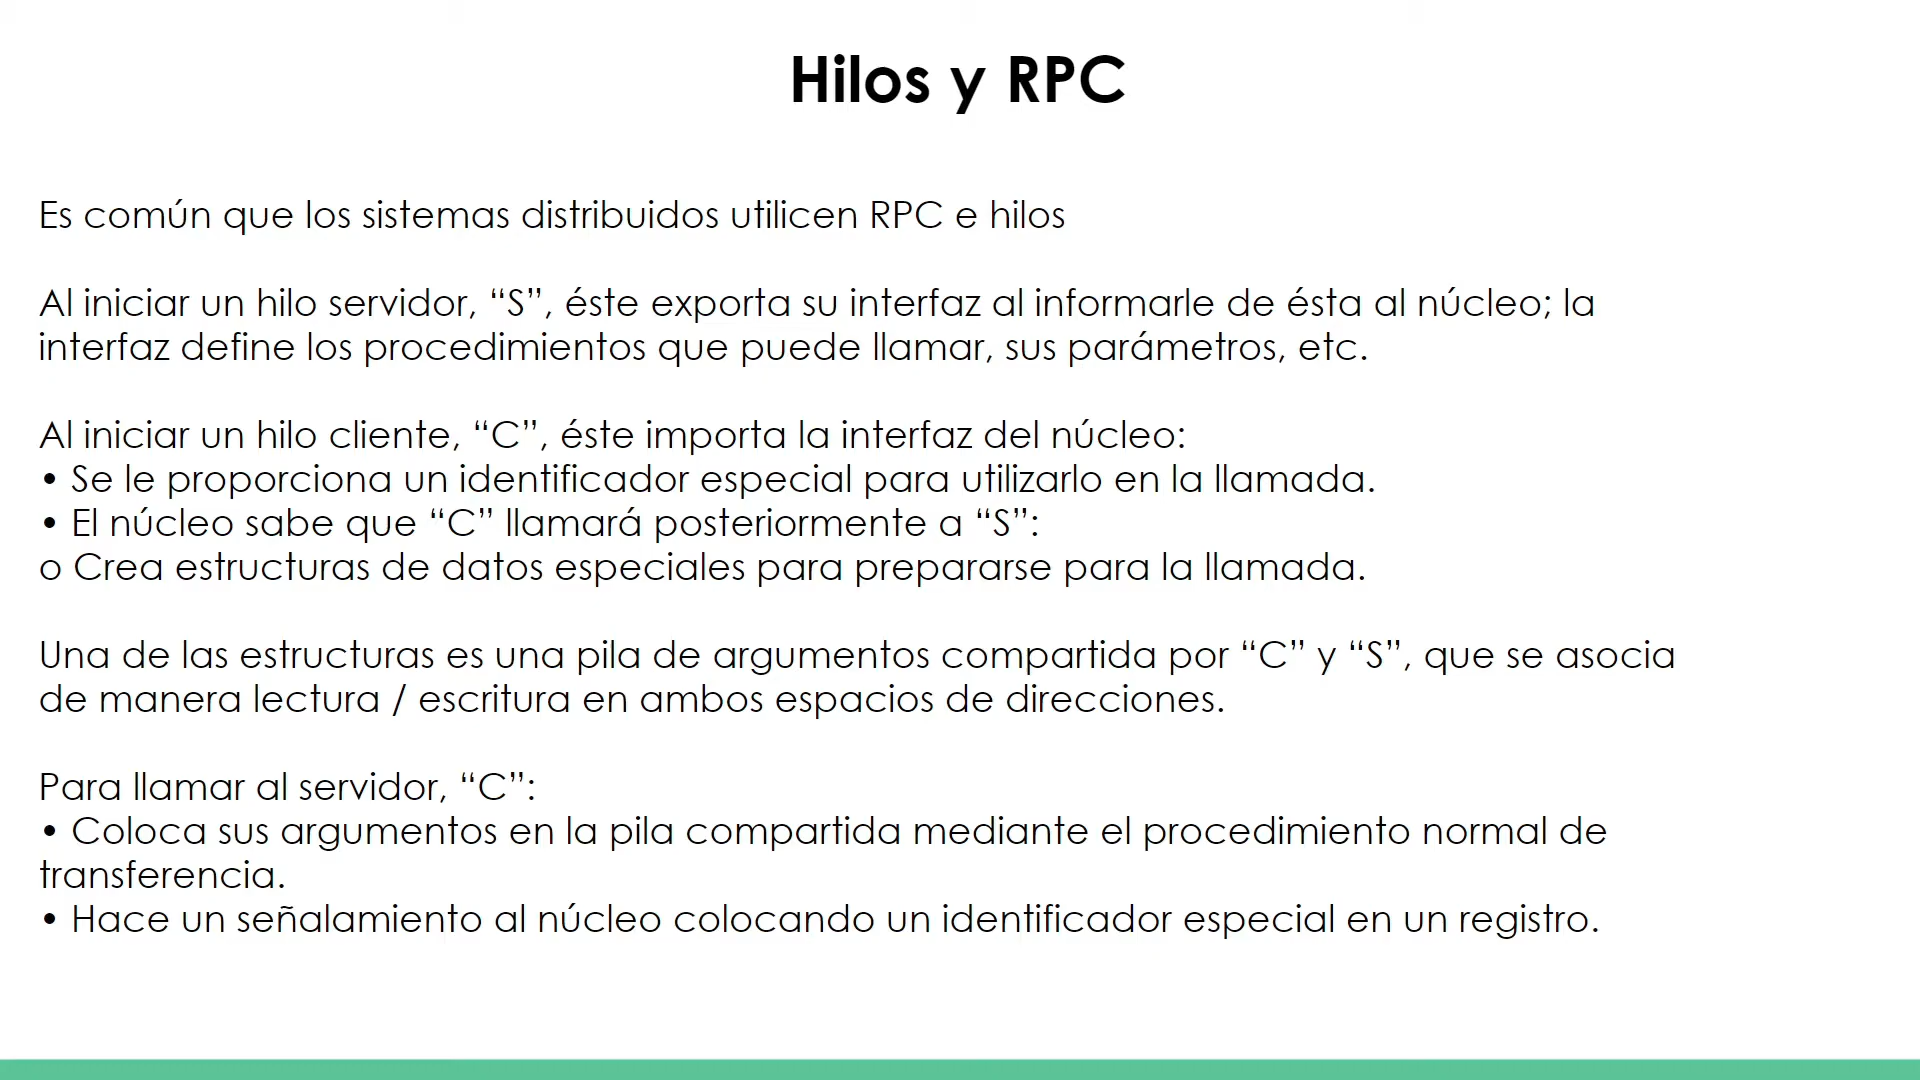 Hilos y RPC
Es común que los sistemas distribuidos utilicen RPC e hilos
Al iniciar un hilo servidor, “S”, éste exporta su interfaz al informarle de ésta al núcleo; la
interfaz define los procedimientos que puede llamar, sus parámetros, etc.
Al iniciar un hilo cliente, “C”, éste importa la interfaz del núcleo:
• Se le proporciona un identificador especial para utilizarlo en la llamada.
• El núcleo sabe que “C” llamará posteriormente a “S”:
o Crea estructuras de datos especiales para prepararse para la llamada.
Una de las estructuras es una pila de argumentos compartida por “C” y “S”, que se asocia
de manera lectura / escritura en ambos espacios de direcciones.
Para llamar al servidor, “C”:
• Coloca sus argumentos en la pila compartida mediante el procedimiento normal de
transferencia.
• Hace un señalamiento al núcleo colocando un identificador especial en un registro.